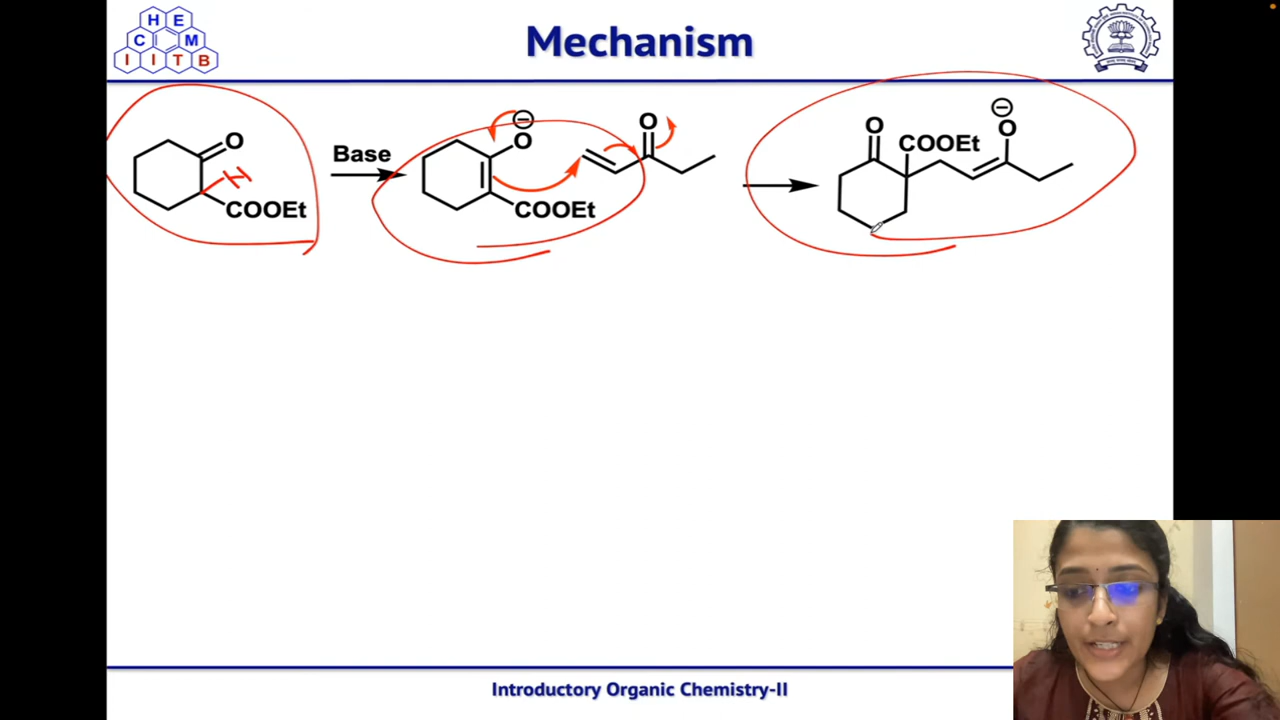 H E
C E M
I I T B
Mechanism
O
H
COOEt
Base
⊖
O
COOEt
O
O
COOEt
⊖
O
Introductory Organic Chemistry-II